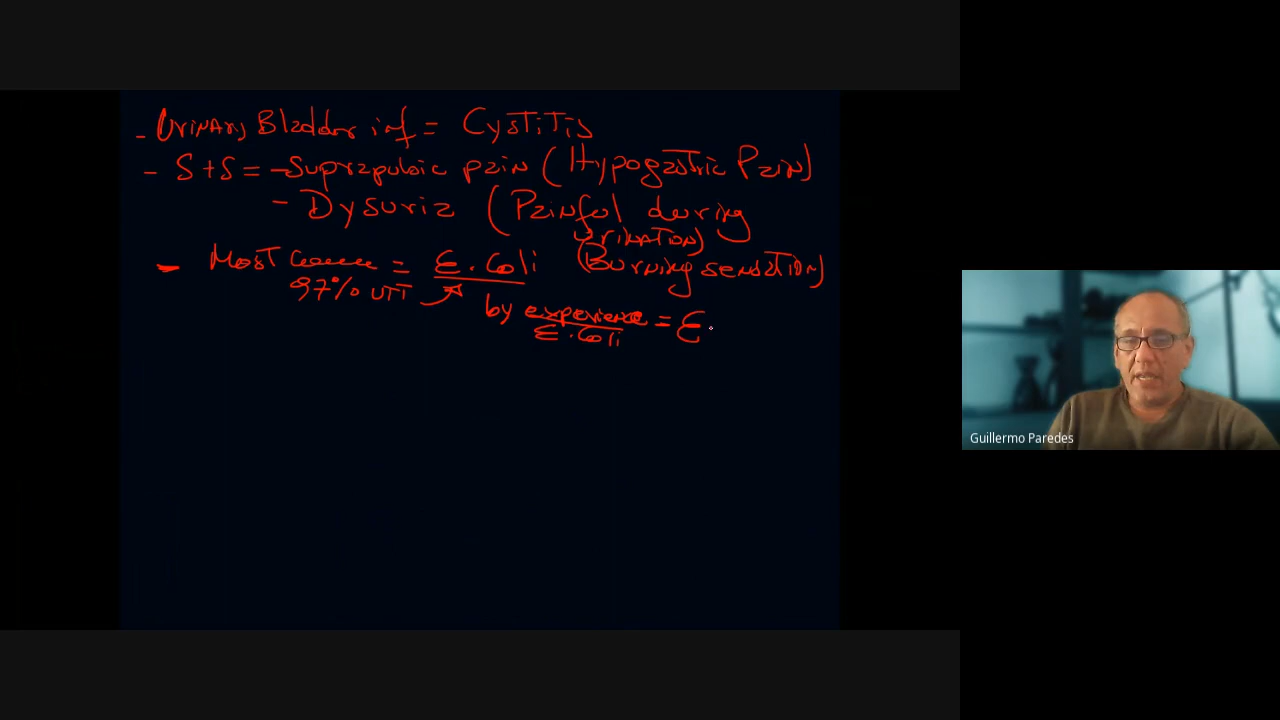 - Urinary Bladder inf = Cystitis
- S+S = - Suprapubic pain (Hypogastric Pain)
- Dysuria (Painful during
urination)
- Most = E. Coli (Burning sensation)
97% UTI
by experience = E.
E. Coli
Guillermo Paredes